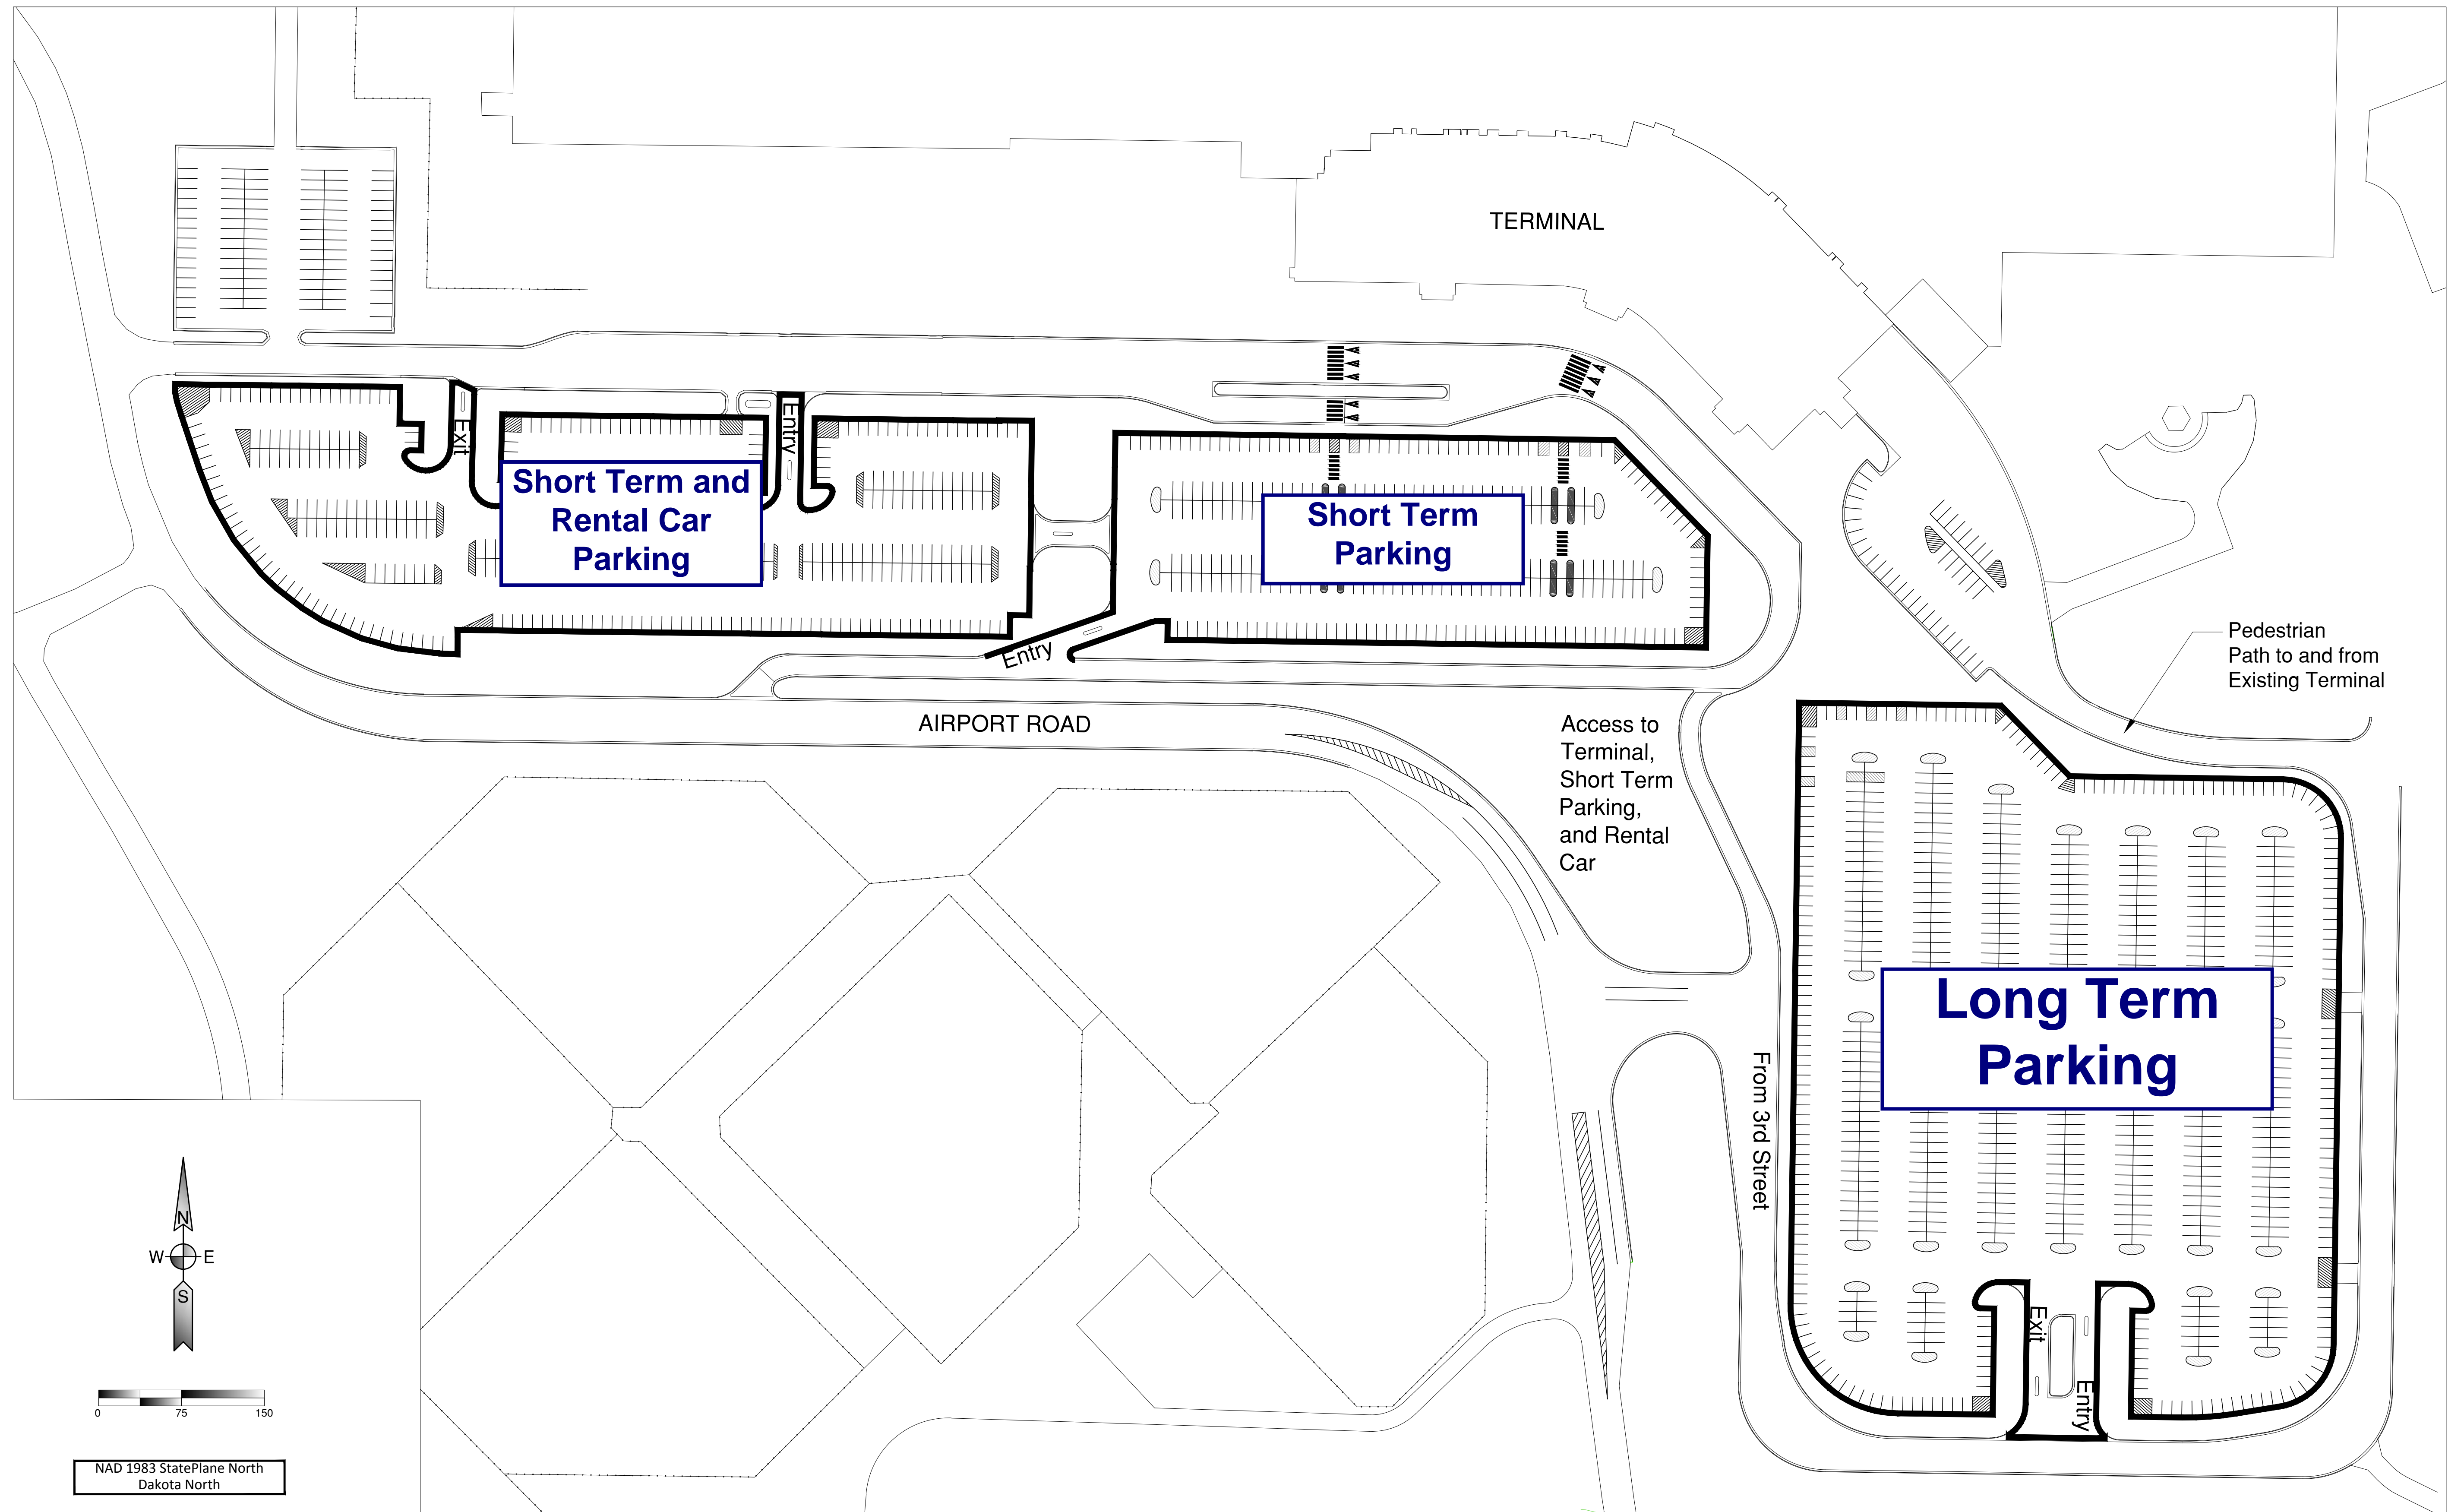 TERMINAL
Exit
Entry
Short Term and
Rental Car
Parking
Short Term
Parking
Entry
Pedestrian
Path to and from
Existing Terminal
AIRPORT ROAD
Access to
Terminal,
Short Term
Parking,
and Rental
Car
Long Term
Parking
From 3rd Street
Exit
Entry
N
W
E
S
0
75
150
NAD 1983 StatePlane North
Dakota North